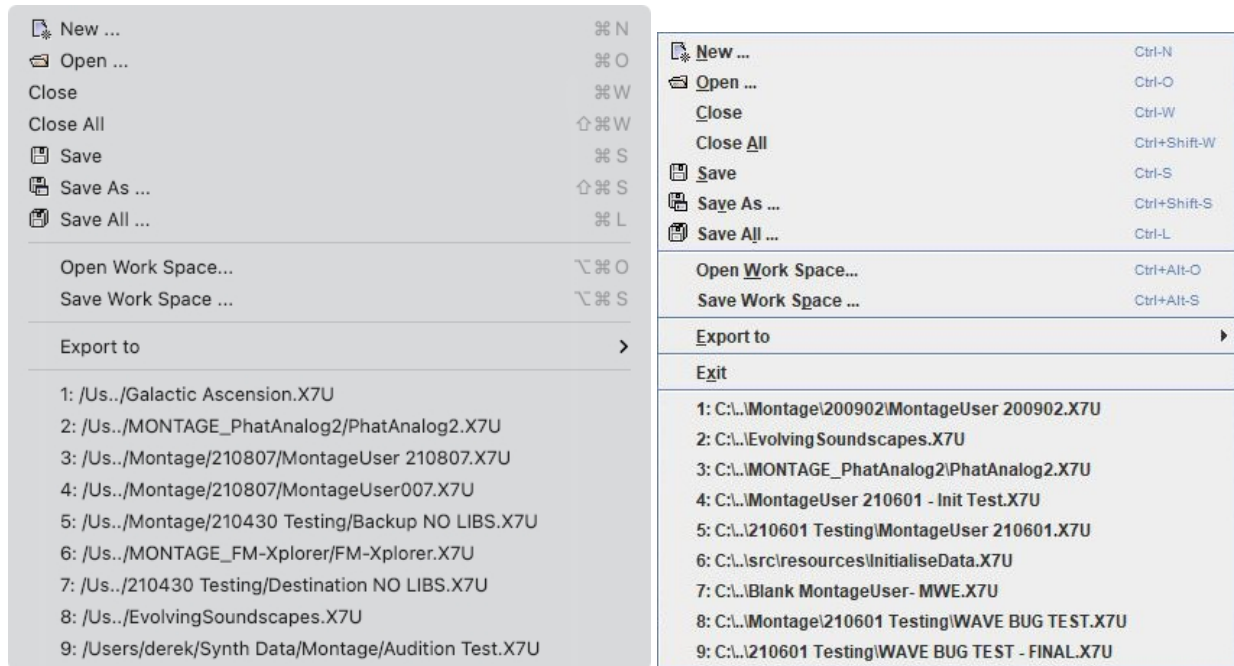 New ... ⌘ N
Open ... ⌘ O
Close ⌘ W
Close All ⇧ ⌘ W
Save ⌘ S
Save As ... ⇧ ⌘ S
Save All ... ⌘ L
Open Work Space... ⌥ ⌘ O
Save Work Space ... ⌥ ⌘ S
Export to
1: /Us../Galactic Ascension.X7U
2: /Us../MONTAGE_PhatAnalog2/PhatAnalog2.X7U
3: /Us../Montage/210807/MontageUser 210807.X7U
4: /Us../Montage/210807/MontageUser007.X7U
5: /Us../Montage/210430 Testing/Backup NO LIBS.X7U
6: /Us../MONTAGE_FM-Xplorer/FM-Xplorer.X7U
7: /Us../210430 Testing/Destination NO LIBS.X7U
8: /Us../EvolvingSoundscapes.X7U
9: /Users/derek/Synth Data/Montage/Audition Test.X7U
New ... Ctrl-N
Open ... Ctrl-O
Close Ctrl-W
Close All Ctrl+Shift-W
Save Ctrl-S
Save As ... Ctrl+Shift-S
Save All ... Ctrl-L
Open Work Space... Ctrl+Alt-O
Save Work Space ... Ctrl+Alt-S
Export to
Exit
1: C:\..\Montage\200902\MontageUser 200902.X7U
2: C:\..\EvolvingSoundscapes.X7U
3: C:\..\MONTAGE_PhatAnalog2\PhatAnalog2.X7U
4: C:\..\MontageUser 210601 - Init Test.X7U
5: C:\..\210601 Testing\MontageUser 210601.X7U
6: C:\..\src\resources\InitialiseData.X7U
7: C:\..\Blank MontageUser- MWE.X7U
8: C:\..\Montage\210601 Testing\WAVE BUG TEST.X7U
9: C:\..\210601 Testing\WAVE BUG TEST - FINAL.X7U